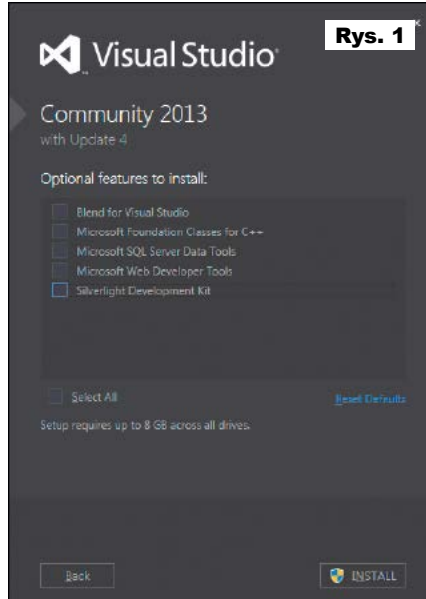 Rys. 1
Visual Studio
Community 2013
with Update 4
Optional features to install:
Blend for Visual Studio
Microsoft Foundation Classes for C++
Microsoft SQL Server Data Tools
Microsoft Web Developer Tools
Silverlight Development Kit
Select All
Reset Defaults
Setup requires up to 8 GB across all drives.
Back
INSTALL